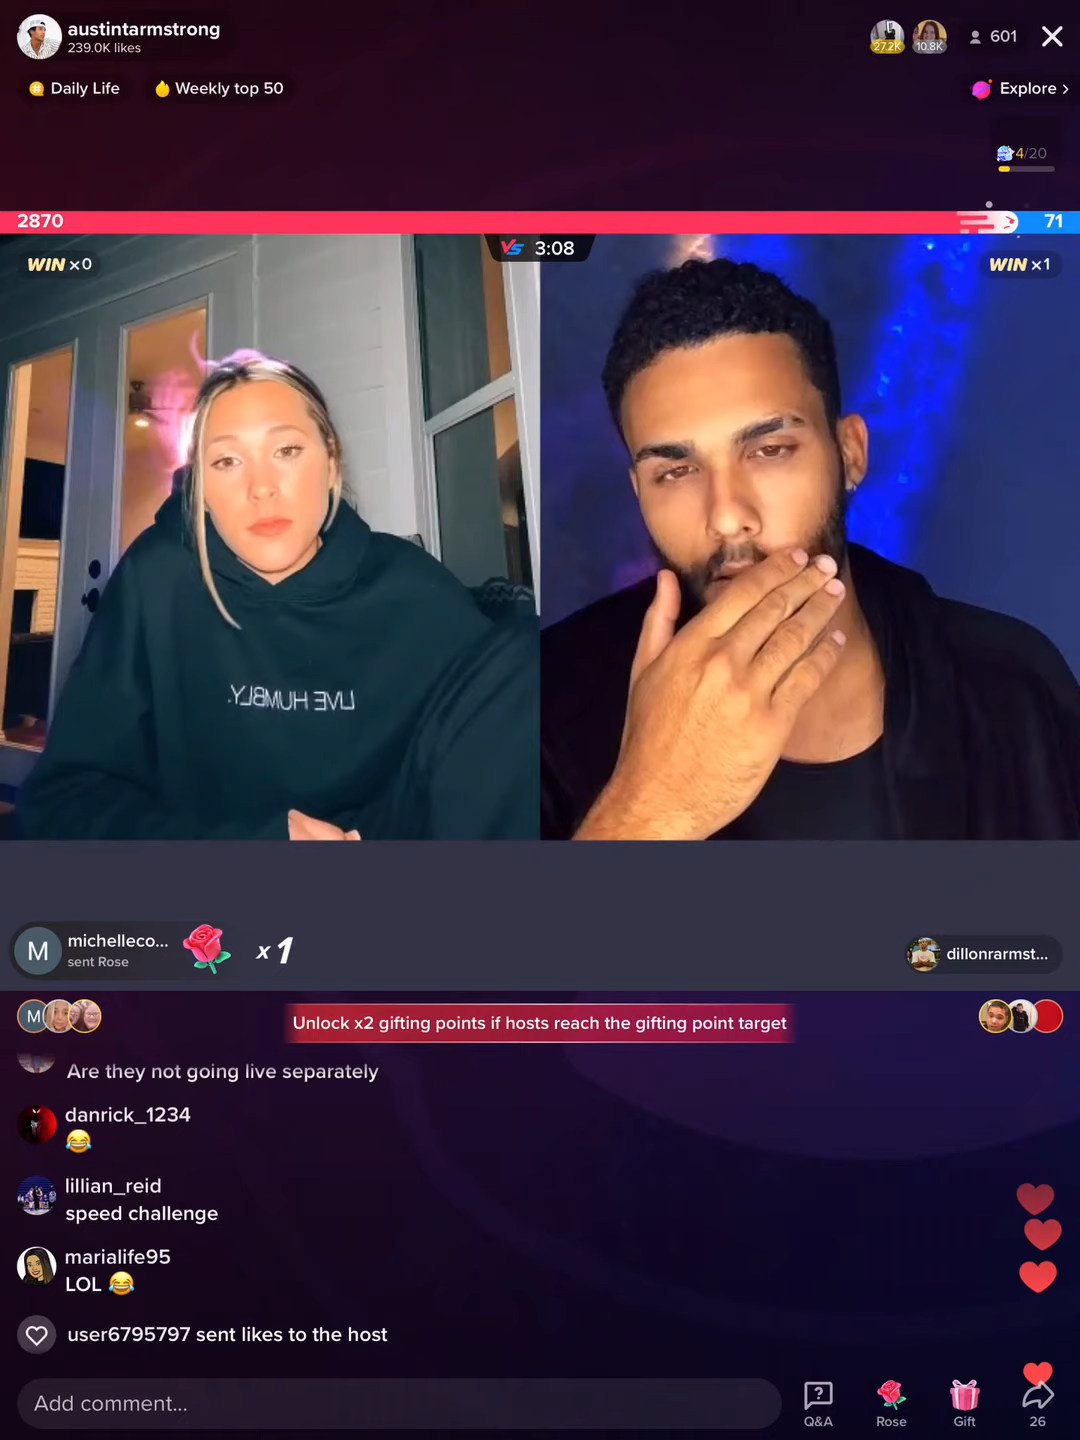 austintarmstrong
239.0K likes
27.2K
10.8K
601
Daily Life
Weekly top 50
Explore >
4/20
2870
71
WIN x0
VS 3:08
WIN x1
LIVE HUMBLY.
M
michelleco...
sent Rose
x 1
dillonrarmst...
M
Unlock x2 gifting points if hosts reach the gifting point target
Are they not going live separately
danrick_1234
😂
lillian_reid
speed challenge
marialife95
LOL 😂
user6795797 sent likes to the host
Add comment...
Q&A
Rose
Gift
26